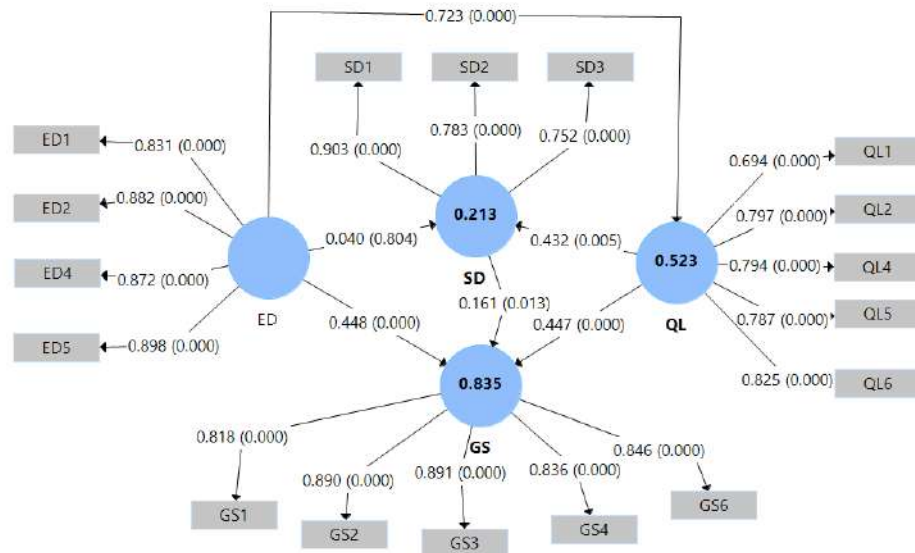 0.723 (0.000)
SD1
SD2
SD3
ED1
0.831 (0.000)
0.903 (0.000)
0.783 (0.000)
0.752 (0.000)
0.694 (0.000)
QL1
ED2
0.882 (0.000)
0.213
0.797 (0.000)
QL2
0.040 (0.804)
0.432 (0.005)
0.523
ED4
0.872 (0.000)
SD
0.794 (0.000)
QL4
ED
0.161 (0.013)
QL
0.787 (0.000)
QL5
0.448 (0.000)
0.447 (0.000)
ED5
0.898 (0.000)
0.835
0.825 (0.000)
QL6
GS
0.818 (0.000)
0.890 (0.000)
0.891 (0.000)
0.836 (0.000)
0.846 (0.000)
GS1
GS2
GS3
GS4
GS6